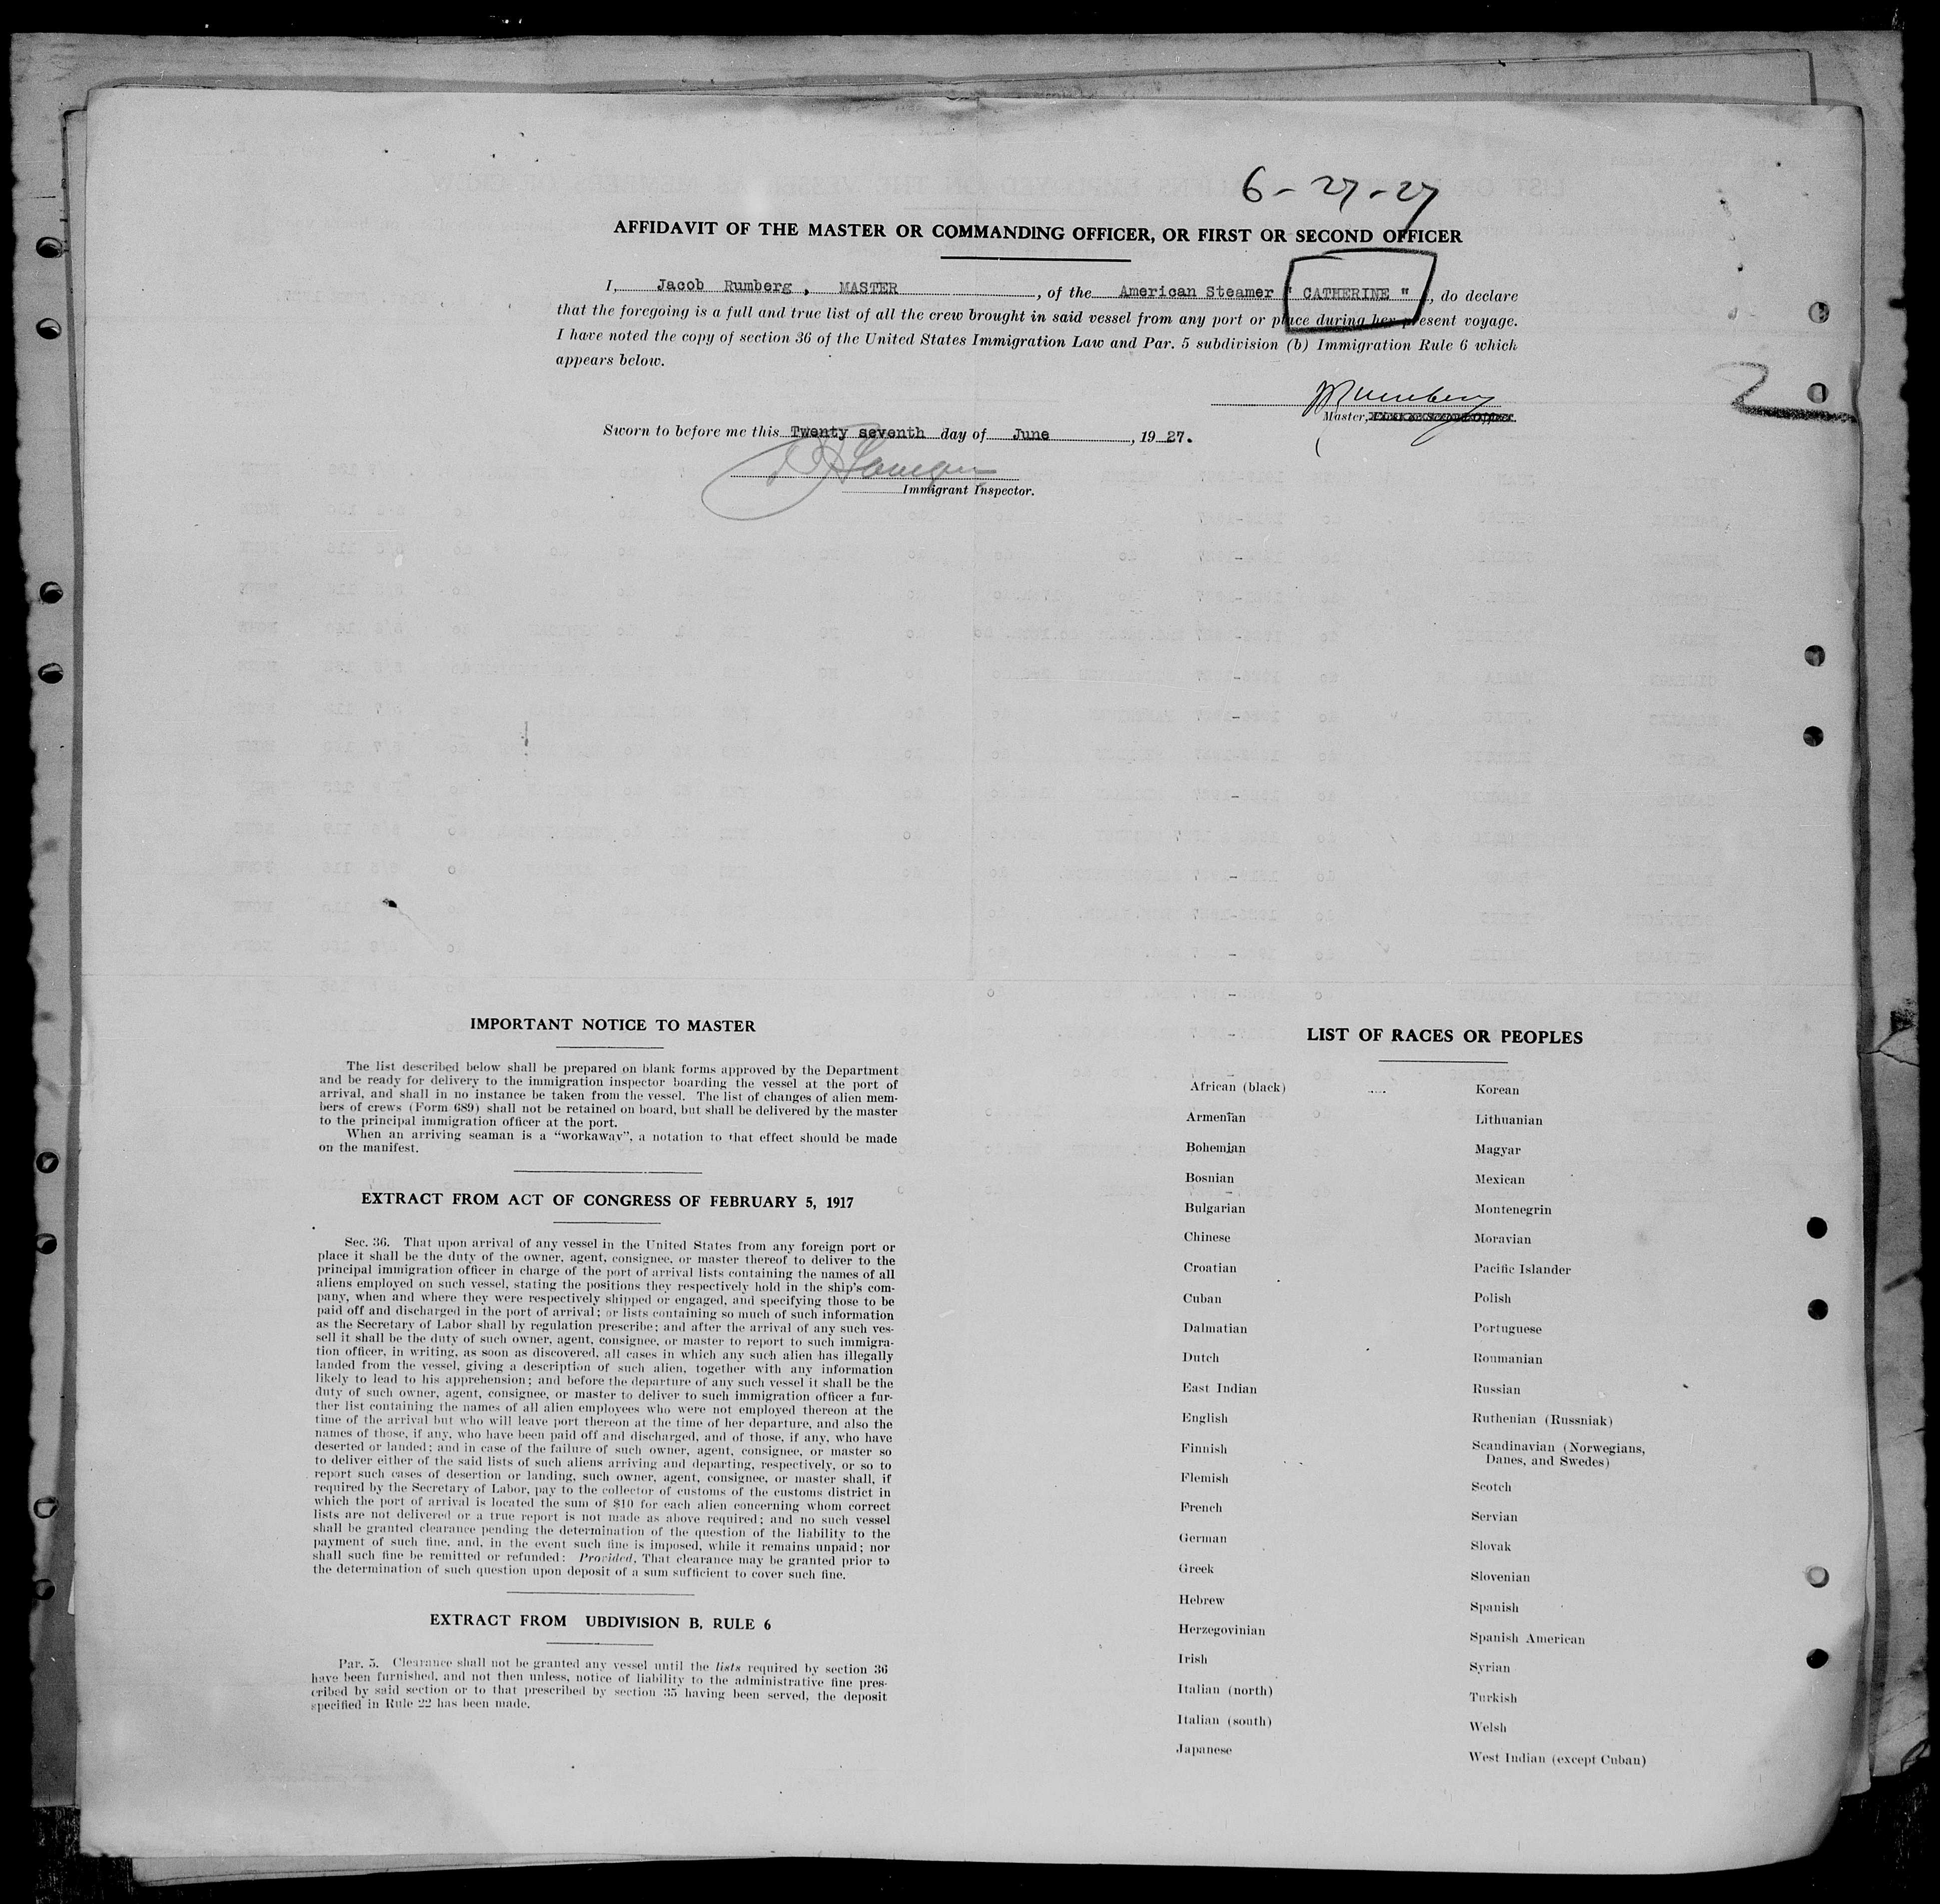 6-27-27
AFFIDAVIT OF THE MASTER OR COMMANDING OFFICER, OR FIRST OR SECOND OFFICER
I, Jacob Rumberg , MASTER , of the American Steamer " CATHERINE " , do declare
that the foregoing is a full and true list of all the crew brought in said vessel from any port or place during her present voyage.
I have noted the copy of section 36 of the United States Immigration Law and Par. 5 subdivision (b) Immigration Rule 6 which
appears below.
JRumberg
Master,
2
Sworn to before me this Twenty seventh day of June , 19 27.
Immigrant Inspector.
IMPORTANT NOTICE TO MASTER
The list described below shall be prepared on blank forms approved by the Department
and be ready for delivery to the immigration inspector boarding the vessel at the port of
arrival, and shall in no instance be taken from the vessel. The list of changes of alien mem-
bers of crews (Form 689) shall not be retained on board, but shall be delivered by the master
to the principal immigration officer at the port.
When an arriving seaman is a "workaway", a notation to that effect should be made
on the manifest.
EXTRACT FROM ACT OF CONGRESS OF FEBRUARY 5, 1917
Sec. 36. That upon arrival of any vessel in the United States from any foreign port or
place it shall be the duty of the owner, agent, consignee, or master thereof to deliver to the
principal immigration officer in charge of the port of arrival lists containing the names of all
aliens employed on such vessel, stating the positions they respectively hold in the ship's com-
pany, when and where they were respectively shipped or engaged, and specifying those to be
paid off and discharged in the port of arrival; or lists containing so much of such information
as the Secretary of Labor shall by regulation prescribe; and after the arrival of any such ves-
sell it shall be the duty of such owner, agent, consignee, or master to report to such immigra-
tion officer, in writing, as soon as discovered, all cases in which any such alien has illegally
landed from the vessel, giving a description of such alien, together with any information
likely to lead to his apprehension; and before the departure of any such vessel it shall be the
duty of such owner, agent, consignee, or master to deliver to such immigration officer a fur-
ther list containing the names of all alien employees who were not employed thereon at the
time of the arrival but who will leave port thereon at the time of her departure, and also the
names of those, if any, who have been paid off and discharged, and of those, if any, who have
deserted or landed; and in case of the failure of such owner, agent, consignee, or master so
to deliver either of the said lists of such aliens arriving and departing, respectively, or so to
report such cases of desertion or landing, such owner, agent, consignee, or master shall, if
required by the Secretary of Labor, pay to the collector of customs of the customs district in
which the port of arrival is located the sum of $10 for each alien concerning whom correct
lists are not delivered or a true report is not made as above required; and no such vessel
shall be granted clearance pending the determination of the question of the liability to the
payment of such fine, and, in the event such fine is imposed, while it remains unpaid; nor
shall such fine be remitted or refunded: Provided, That clearance may be granted prior to
the determination of such question upon deposit of a sum sufficient to cover such fine.
EXTRACT FROM UBDIVISION B, RULE 6
Par. 5. Clearance shall not be granted any vessel until the lists required by section 36
have been furnished, and not then unless, notice of liability to the administrative fine pres-
cribed by said section or to that prescribed by section 35 having been served, the deposit
specified in Rule 22 has been made.
LIST OF RACES OR PEOPLES
African (black)
Armenian
Bohemian
Bosnian
Bulgarian
Chinese
Croatian
Cuban
Dalmatian
Dutch
East Indian
English
Finnish
Flemish
French
German
Greek
Hebrew
Herzegovinian
Irish
Italian (north)
Italian (south)
Japanese
Korean
Lithuanian
Magyar
Mexican
Montenegrin
Moravian
Pacific Islander
Polish
Portuguese
Roumanian
Russian
Ruthenian (Russniak)
Scandinavian (Norwegians,
Danes, and Swedes)
Scotch
Servian
Slovak
Slovenian
Spanish
Spanish American
Syrian
Turkish
Welsh
West Indian (except Cuban)